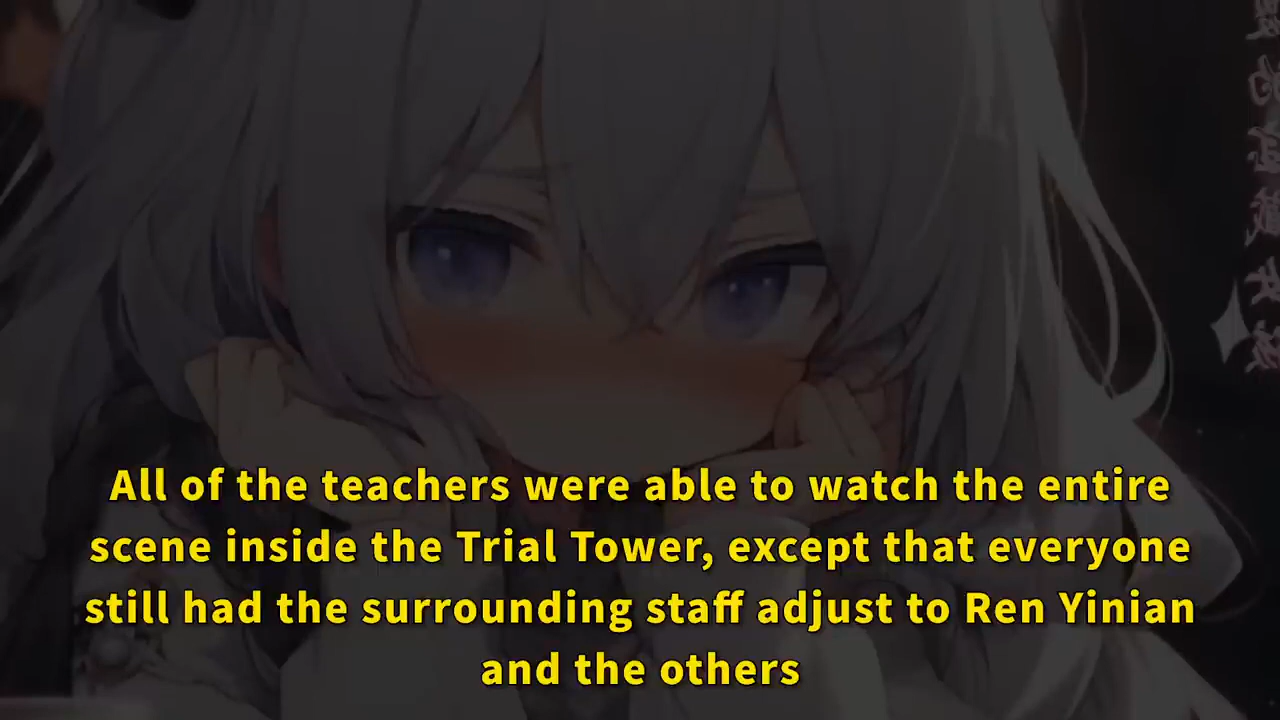 All of the teachers were able to watch the entire
scene inside the Trial Tower, except that everyone
still had the surrounding staff adjust to Ren Yinian
and the others